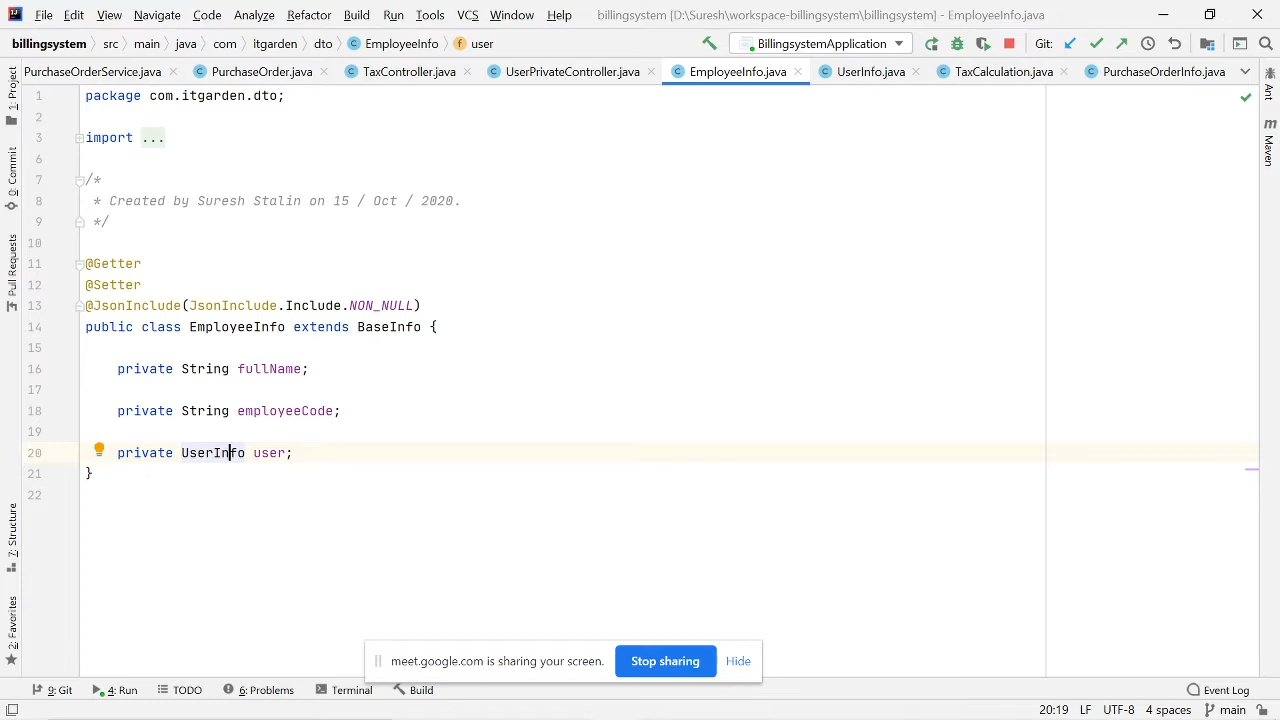 File Edit View Navigate Code Analyze Refactor Build Run Tools VCS Window Help billingsystem [D:\Suresh\workspace-billingsystem\billingsystem] - EmployeeInfo.java
billingsystem src main java com itgarden dto EmployeeInfo user BillingsystemApplication Git:
PurchaseOrderService.java PurchaseOrder.java TaxController.java UserPrivateController.java EmployeeInfo.java UserInfo.java TaxCalculation.java PurchaseOrderInfo.java
1: Project
0: Commit
Pull Requests
7: Structure
2: Favorites
Ant
m Maven
1 package com.itgarden.dto;
2
3 import ...
6
7 /*
8 * Created by Suresh Stalin on 15 / Oct / 2020.
9 */
10
11 @Getter
12 @Setter
13 @JsonInclude(JsonInclude.Include.NON_NULL)
14 public class EmployeeInfo extends BaseInfo {
15
16 private String fullName;
17
18 private String employeeCode;
19
20 private UserInfo user;
21 }
22
meet.google.com is sharing your screen. Stop sharing Hide
9: Git 4: Run TODO 6: Problems Terminal Build Event Log
20:19 LF UTF-8 4 spaces main